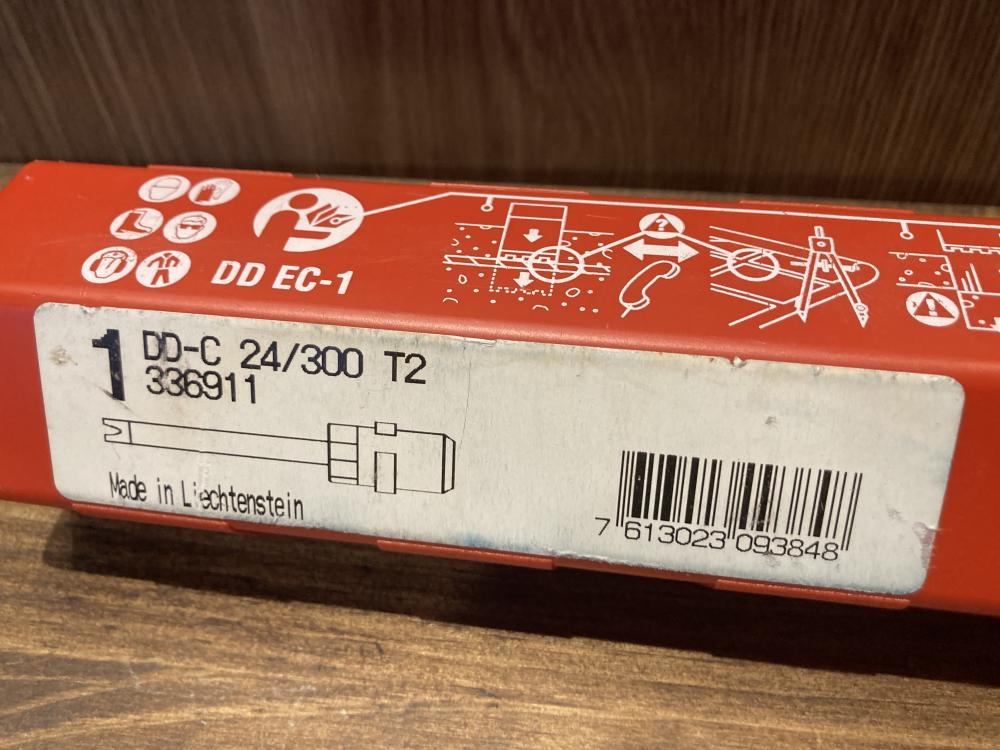 DD EC-1
?
!
1
DD-C 24/300 T2
336911
Made in Liechtenstein
7 613023 093848